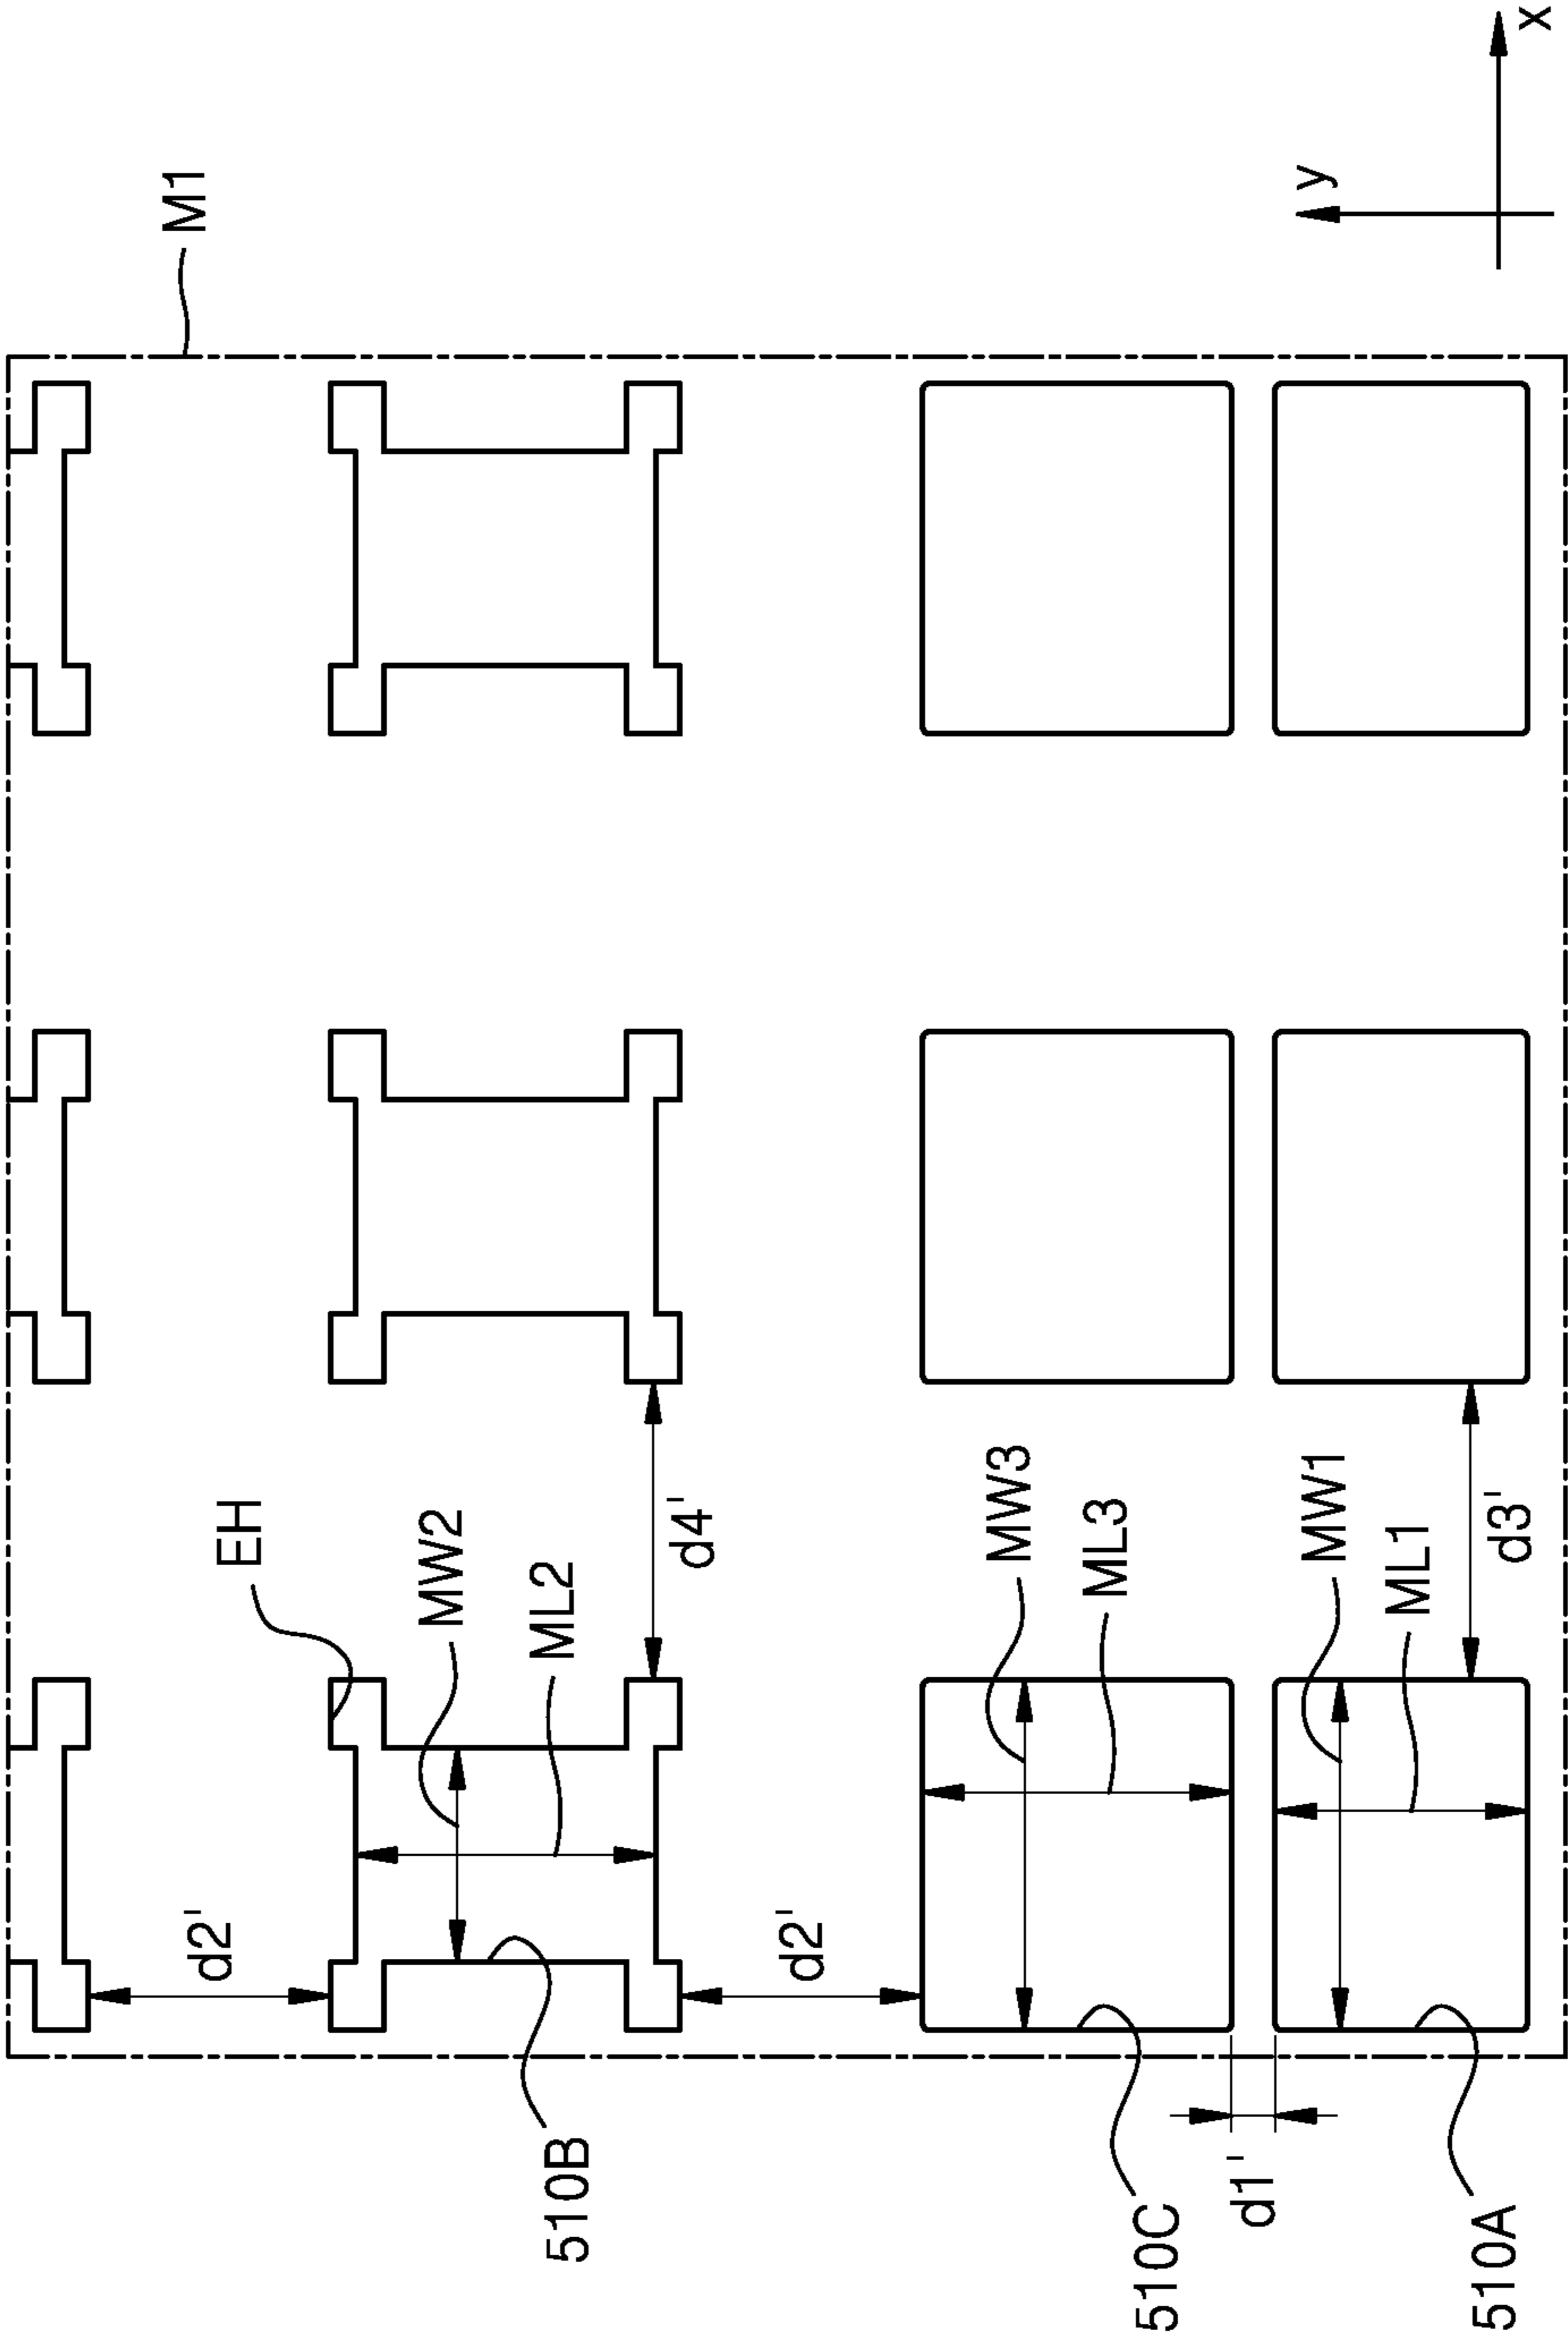 M1
d2'
EH
MW2
ML2
510B
d4'
d2'
MW3
ML3
510C
d1'
y
MW1
ML1
510A
d3'
x